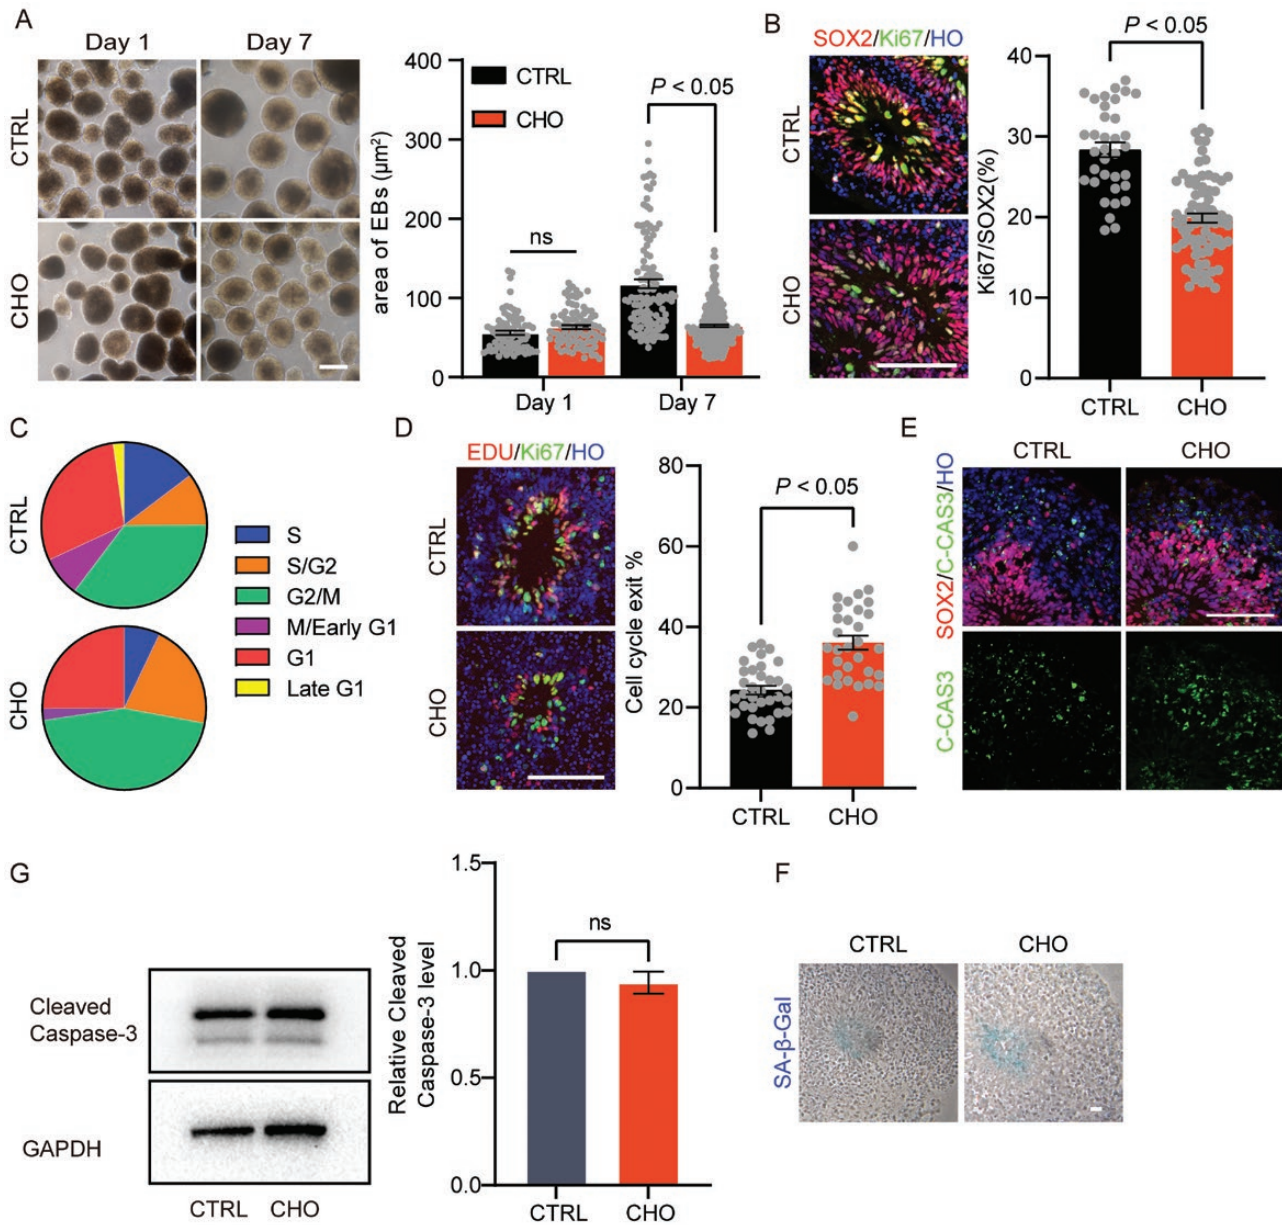 A
Day 1
Day 7
CTRL
CHO
area of EBs (µm²)
400
300
200
100
0
CTRL
CHO
P < 0.05
ns
Day 1
Day 7
B
SOX2/Ki67/HO
CTRL
CHO
Ki67/SOX2(%)
40
30
20
10
0
P < 0.05
CTRL
CHO
C
CTRL
CHO
S
S/G2
G2/M
M/Early G1
G1
Late G1
D
EDU/Ki67/HO
CTRL
CHO
Cell cycle exit %
80
60
40
20
0
P < 0.05
CTRL
CHO
E
CTRL
CHO
SOX2/C-CAS3/HO
C-CAS3
G
Cleaved
Caspase-3
GAPDH
CTRL
CHO
Relative Cleaved
Caspase-3 level
1.5
1.0
0.5
0.0
ns
CTRL
CHO
F
CTRL
CHO
SA-β-Gal